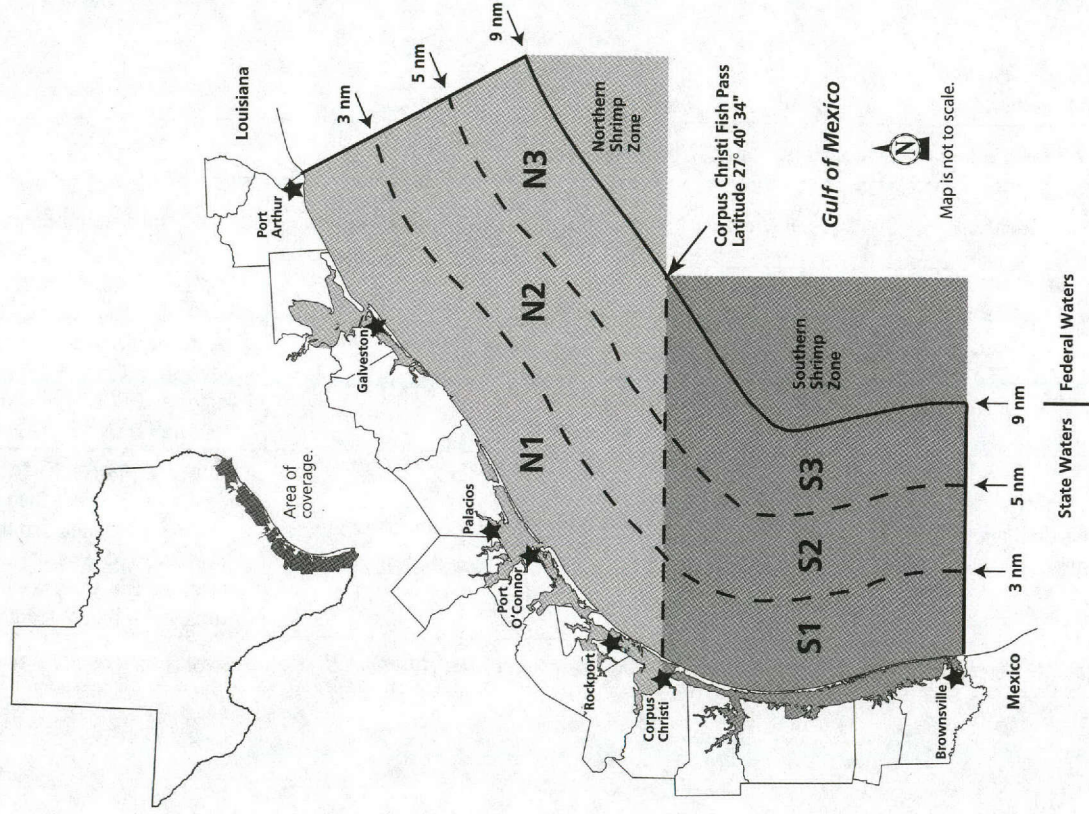 Louisiana
Port
Arthur
3 nm
5 nm
9 nm
Area of
coverage.
Galveston
Palacios
Port
O'Connor
Rockport
Corpus
Christi
N1
N2
N3
Northern
Shrimp
Zone
Corpus Christi Fish Pass
Latitude 27° 40' 34"
Gulf of Mexico
N
Map is not to scale.
Southern
Shrimp
Zone
S1
S2
S3
Brownsville
Mexico
3 nm
5 nm
9 nm
State Waters
Federal Waters